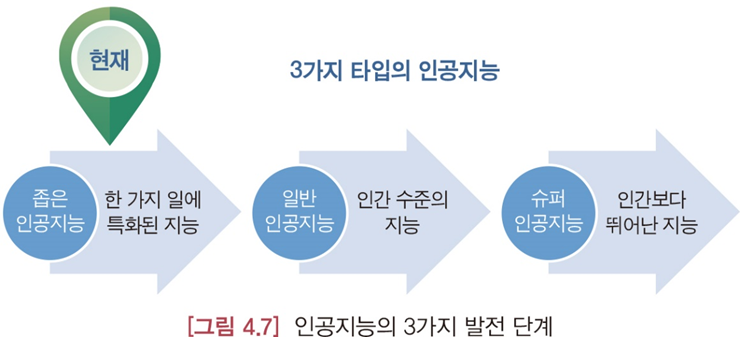 현재
3가지 타입의 인공지능
좁은
인공지능
한 가지 일에
특화된 지능
일반
인공지능
인간 수준의
지능
슈퍼
인공지능
인간보다
뛰어난 지능
[그림 4.7] 인공지능의 3가지 발전 단계